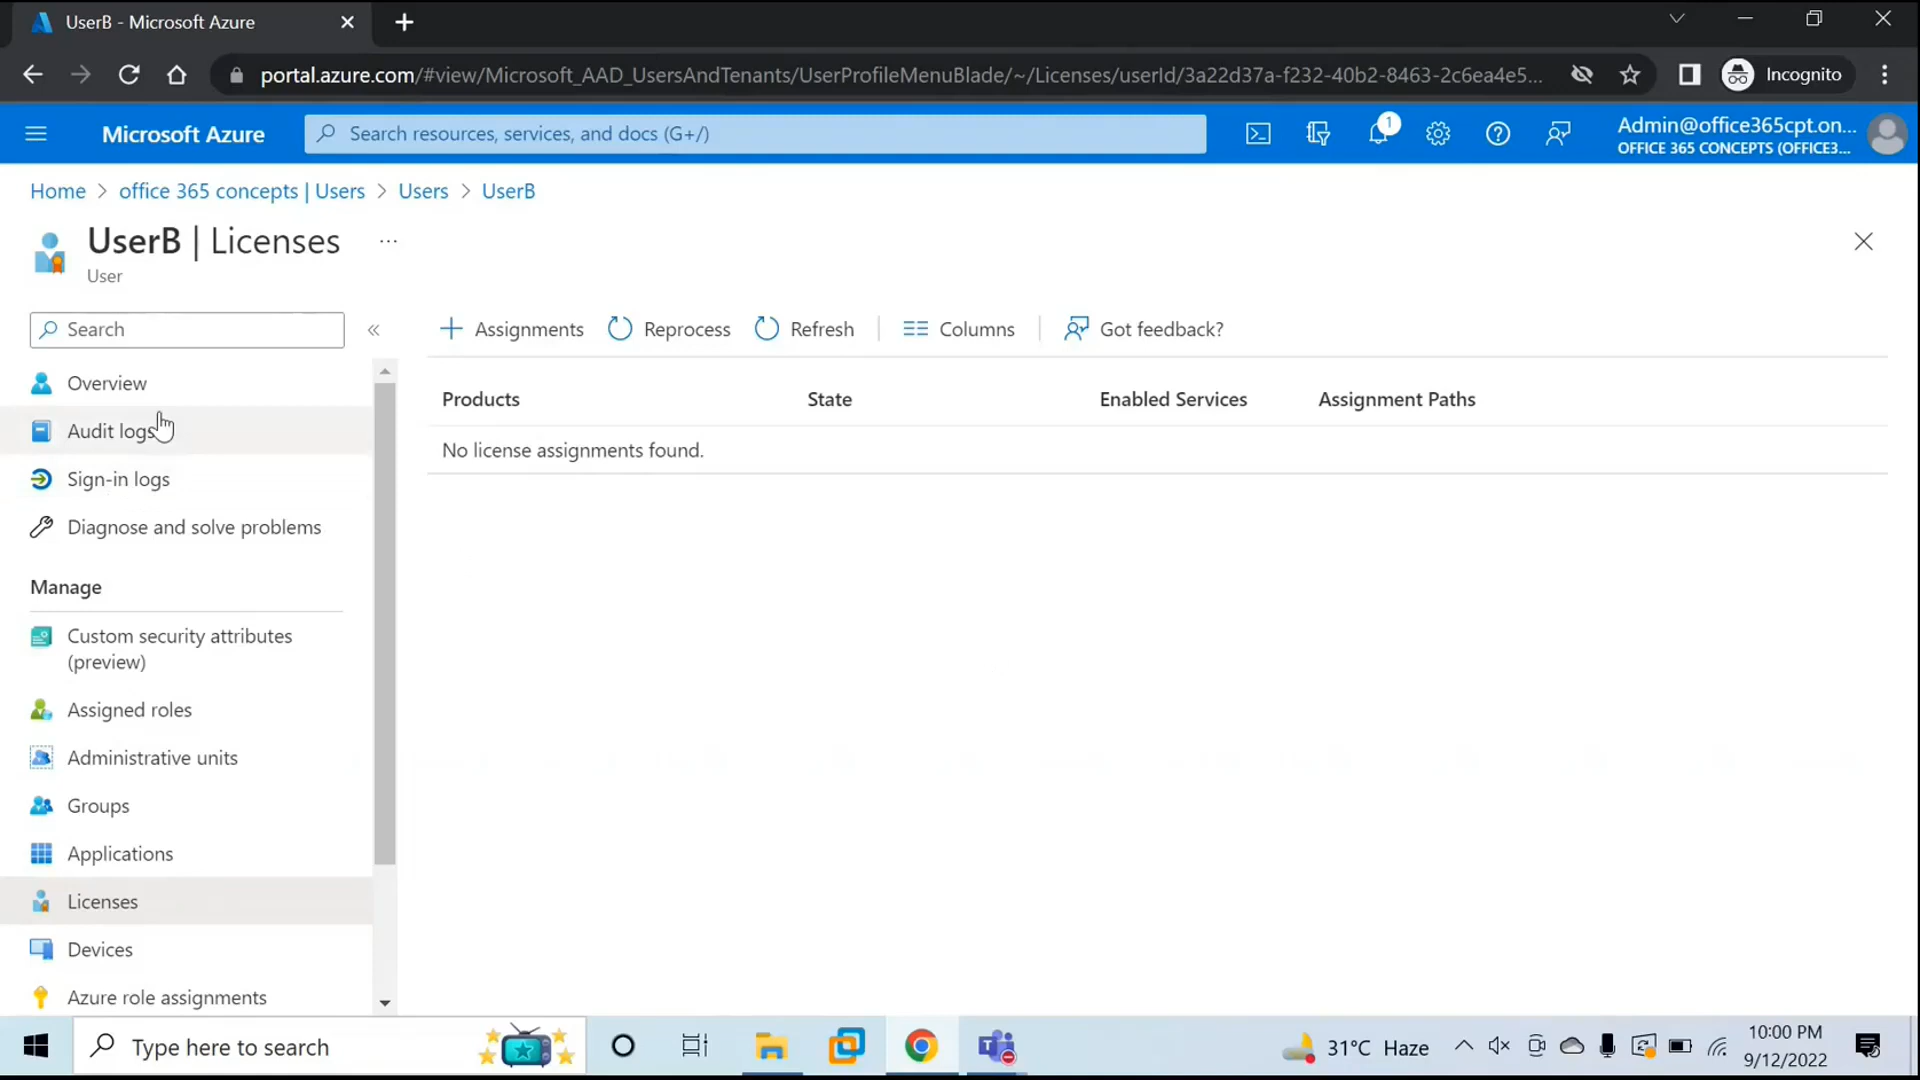 UserB - Microsoft Azure
portal.azure.com/#view/Microsoft_AAD_UsersAndTenants/UserProfileMenuBlade/~/Licenses/userId/3a22d37a-f232-40b2-8463-2c6ea4e5...
Incognito
Microsoft Azure
Search resources, services, and docs (G+/)
1
Admin@office365cpt.on...
OFFICE 365 CONCEPTS (OFFICE3...
Home > office 365 concepts | Users > Users > UserB
UserB | Licenses ...
User
Search
«
Assignments
Reprocess
Refresh
Columns
Got feedback?
Overview
Audit logs
Sign-in logs
Diagnose and solve problems
Manage
Custom security attributes
(preview)
Assigned roles
Administrative units
Groups
Applications
Licenses
Devices
Azure role assignments
Products State Enabled Services Assignment Paths
No license assignments found.
Type here to search
31°C Haze
10:00 PM
9/12/2022